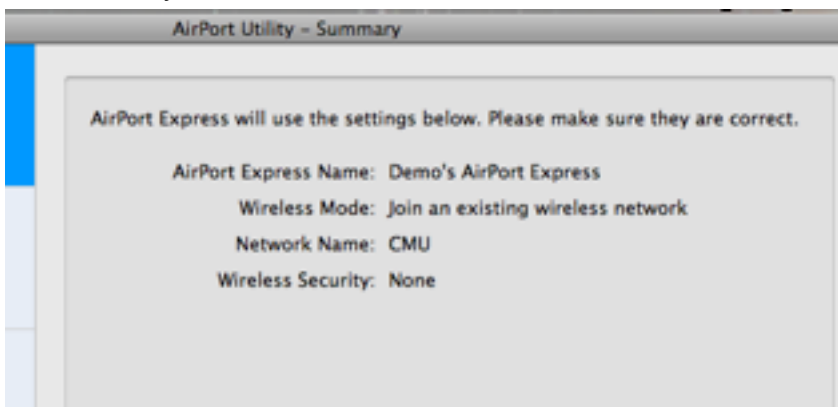 AirPort Utility – Summary
AirPort Express will use the settings below. Please make sure they are correct.
AirPort Express Name: Demo's AirPort Express
Wireless Mode: Join an existing wireless network
Network Name: CMU
Wireless Security: None